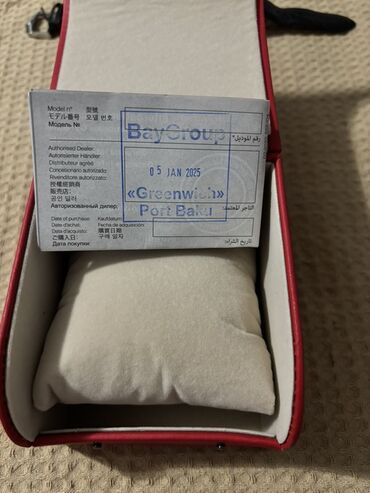 Model n° 型號
モデル番号 모델 번호
Модель №
رقم الموديل:
BayGroup
Authorised Dealer:
Autorisierter Händler:
Distributeur agréé
Concesionario autorizado:
Rivenditore autorizzato:
授權經銷商
販売店:
공인 딜러
Авторизованный дилер:
التاجر المعتمد:
05 JAN 2025
«Greenwich»
Port Baku
Date of purchase: Kaufdatum:
Date d'achat: Fecha de adquisición:
Data d'acquisto: 購買日期
ご購入日: 구매 일자
Дата покупки
تاريخ الشراء: